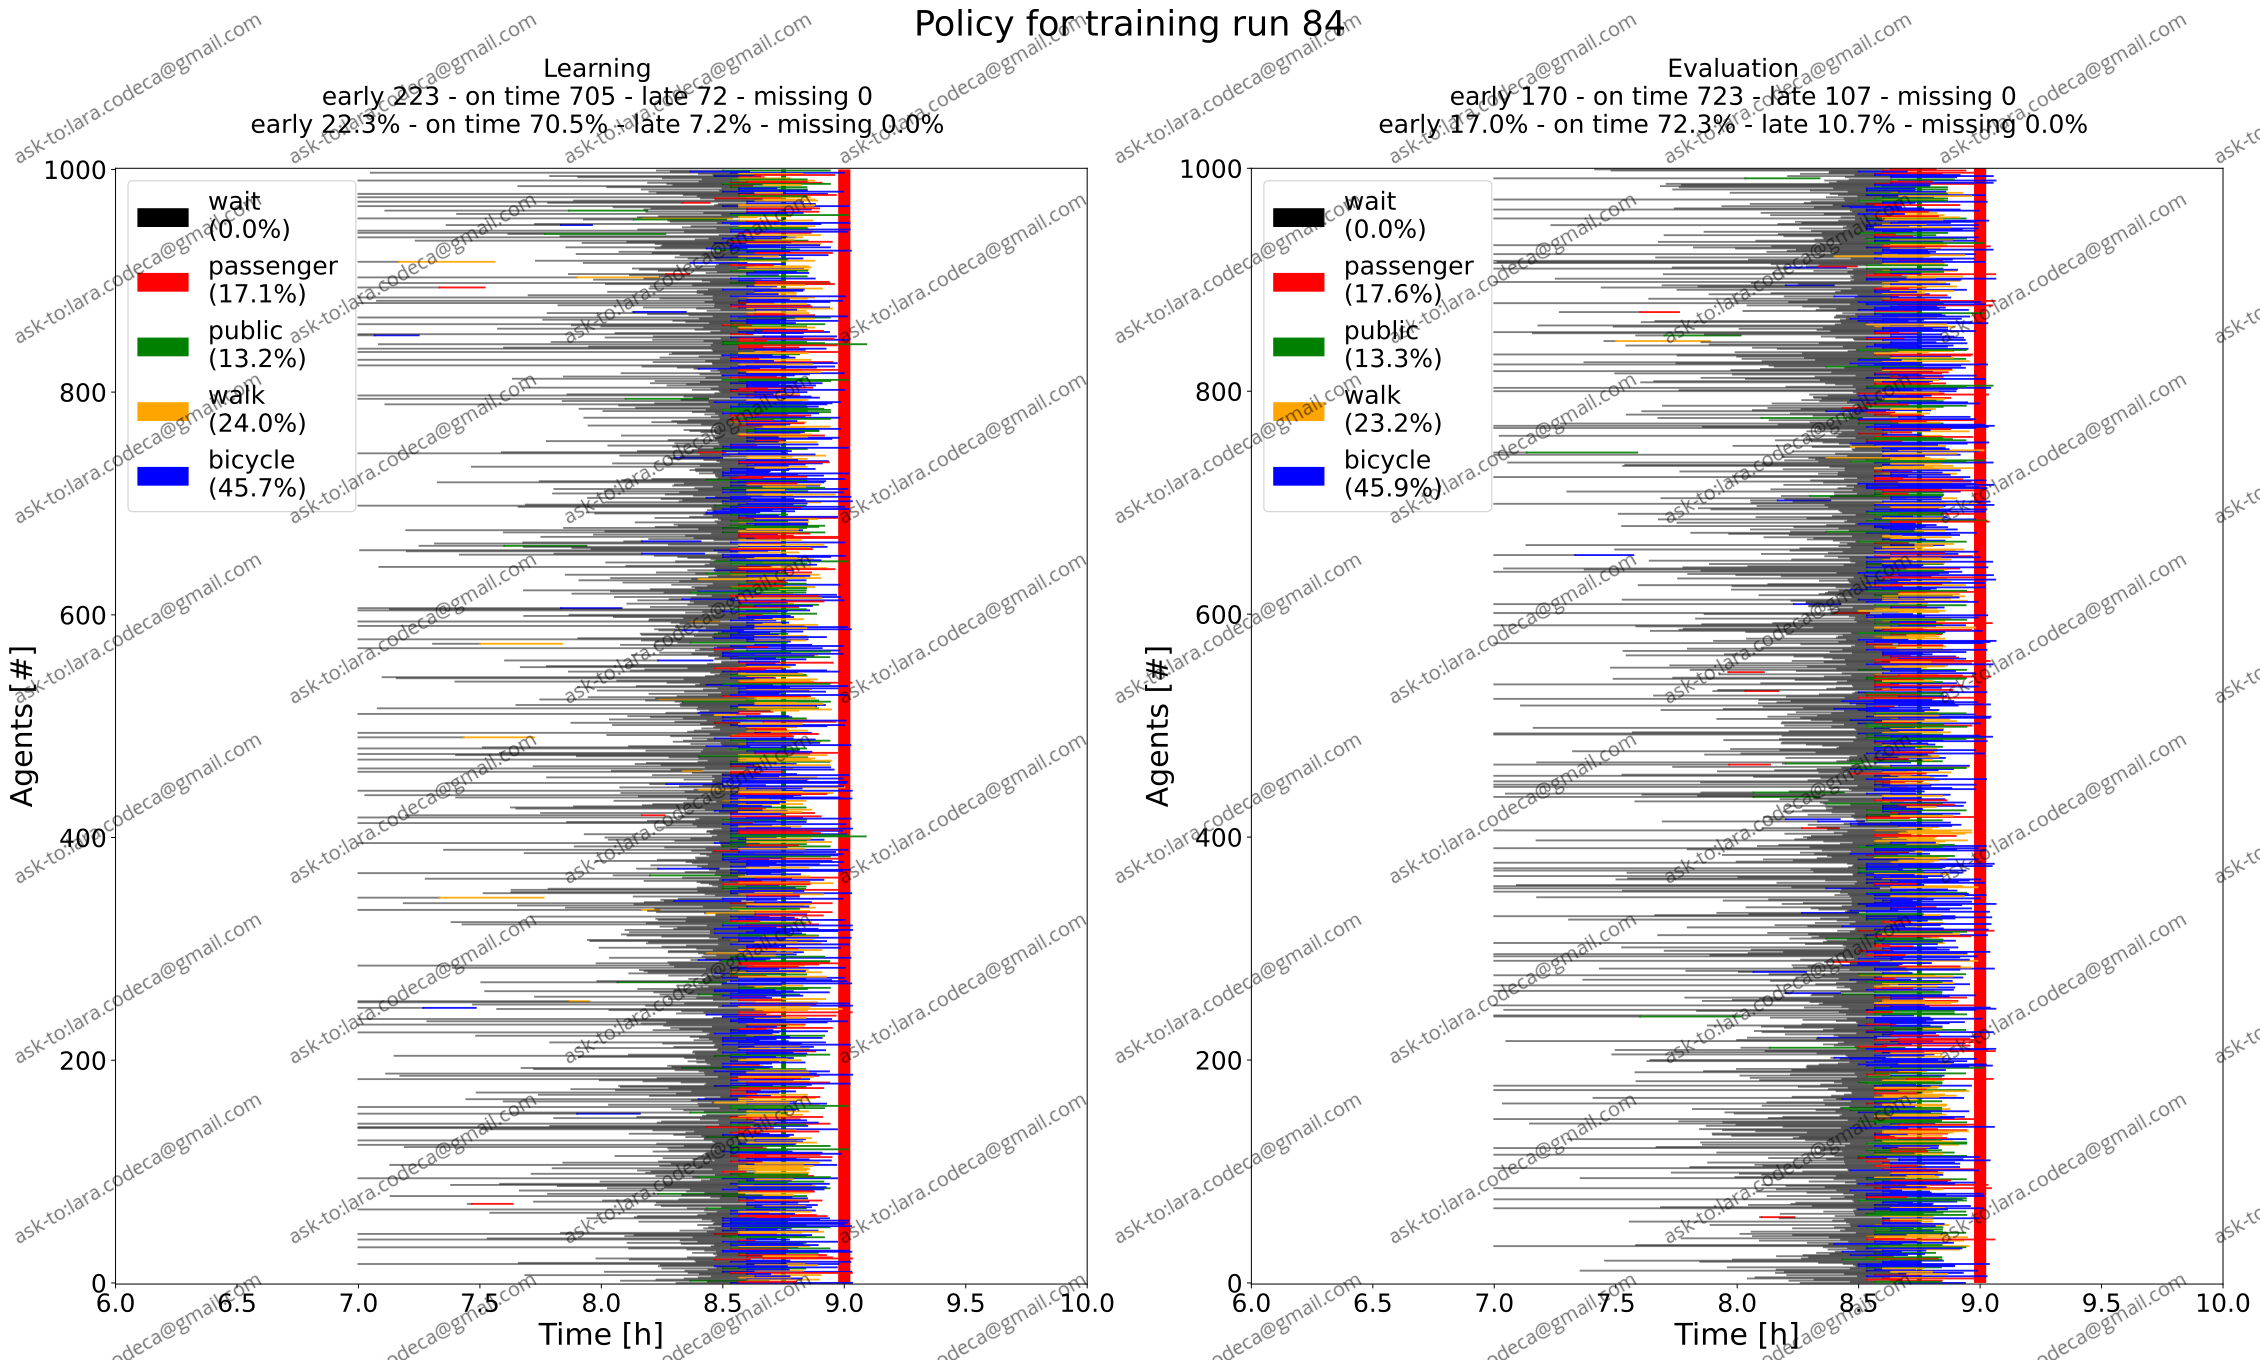 Policy for training run 84
Learning
early 223 - on time 705 - late 72 - missing 0
early 22.3% - on time 70.5% - late 7.2% - missing 0.0%
Agents [#]
1000
800
600
400
200
0
wait
(0.0%)
passenger
(17.1%)
public
(13.2%)
walk
(24.0%)
bicycle
(45.7%)
6.0 6.5 7.0 7.5 8.0 8.5 9.0 9.5 10.0
Time [h]
Evaluation
early 170 - on time 723 - late 107 - missing 0
early 17.0% - on time 72.3% - late 10.7% - missing 0.0%
Agents [#]
1000
800
600
400
200
0
wait
(0.0%)
passenger
(17.6%)
public
(13.3%)
walk
(23.2%)
bicycle
(45.9%)
6.0 6.5 7.0 7.5 8.0 8.5 9.0 9.5 10.0
Time [h]
ask-to:lara.codeca@gmail.com